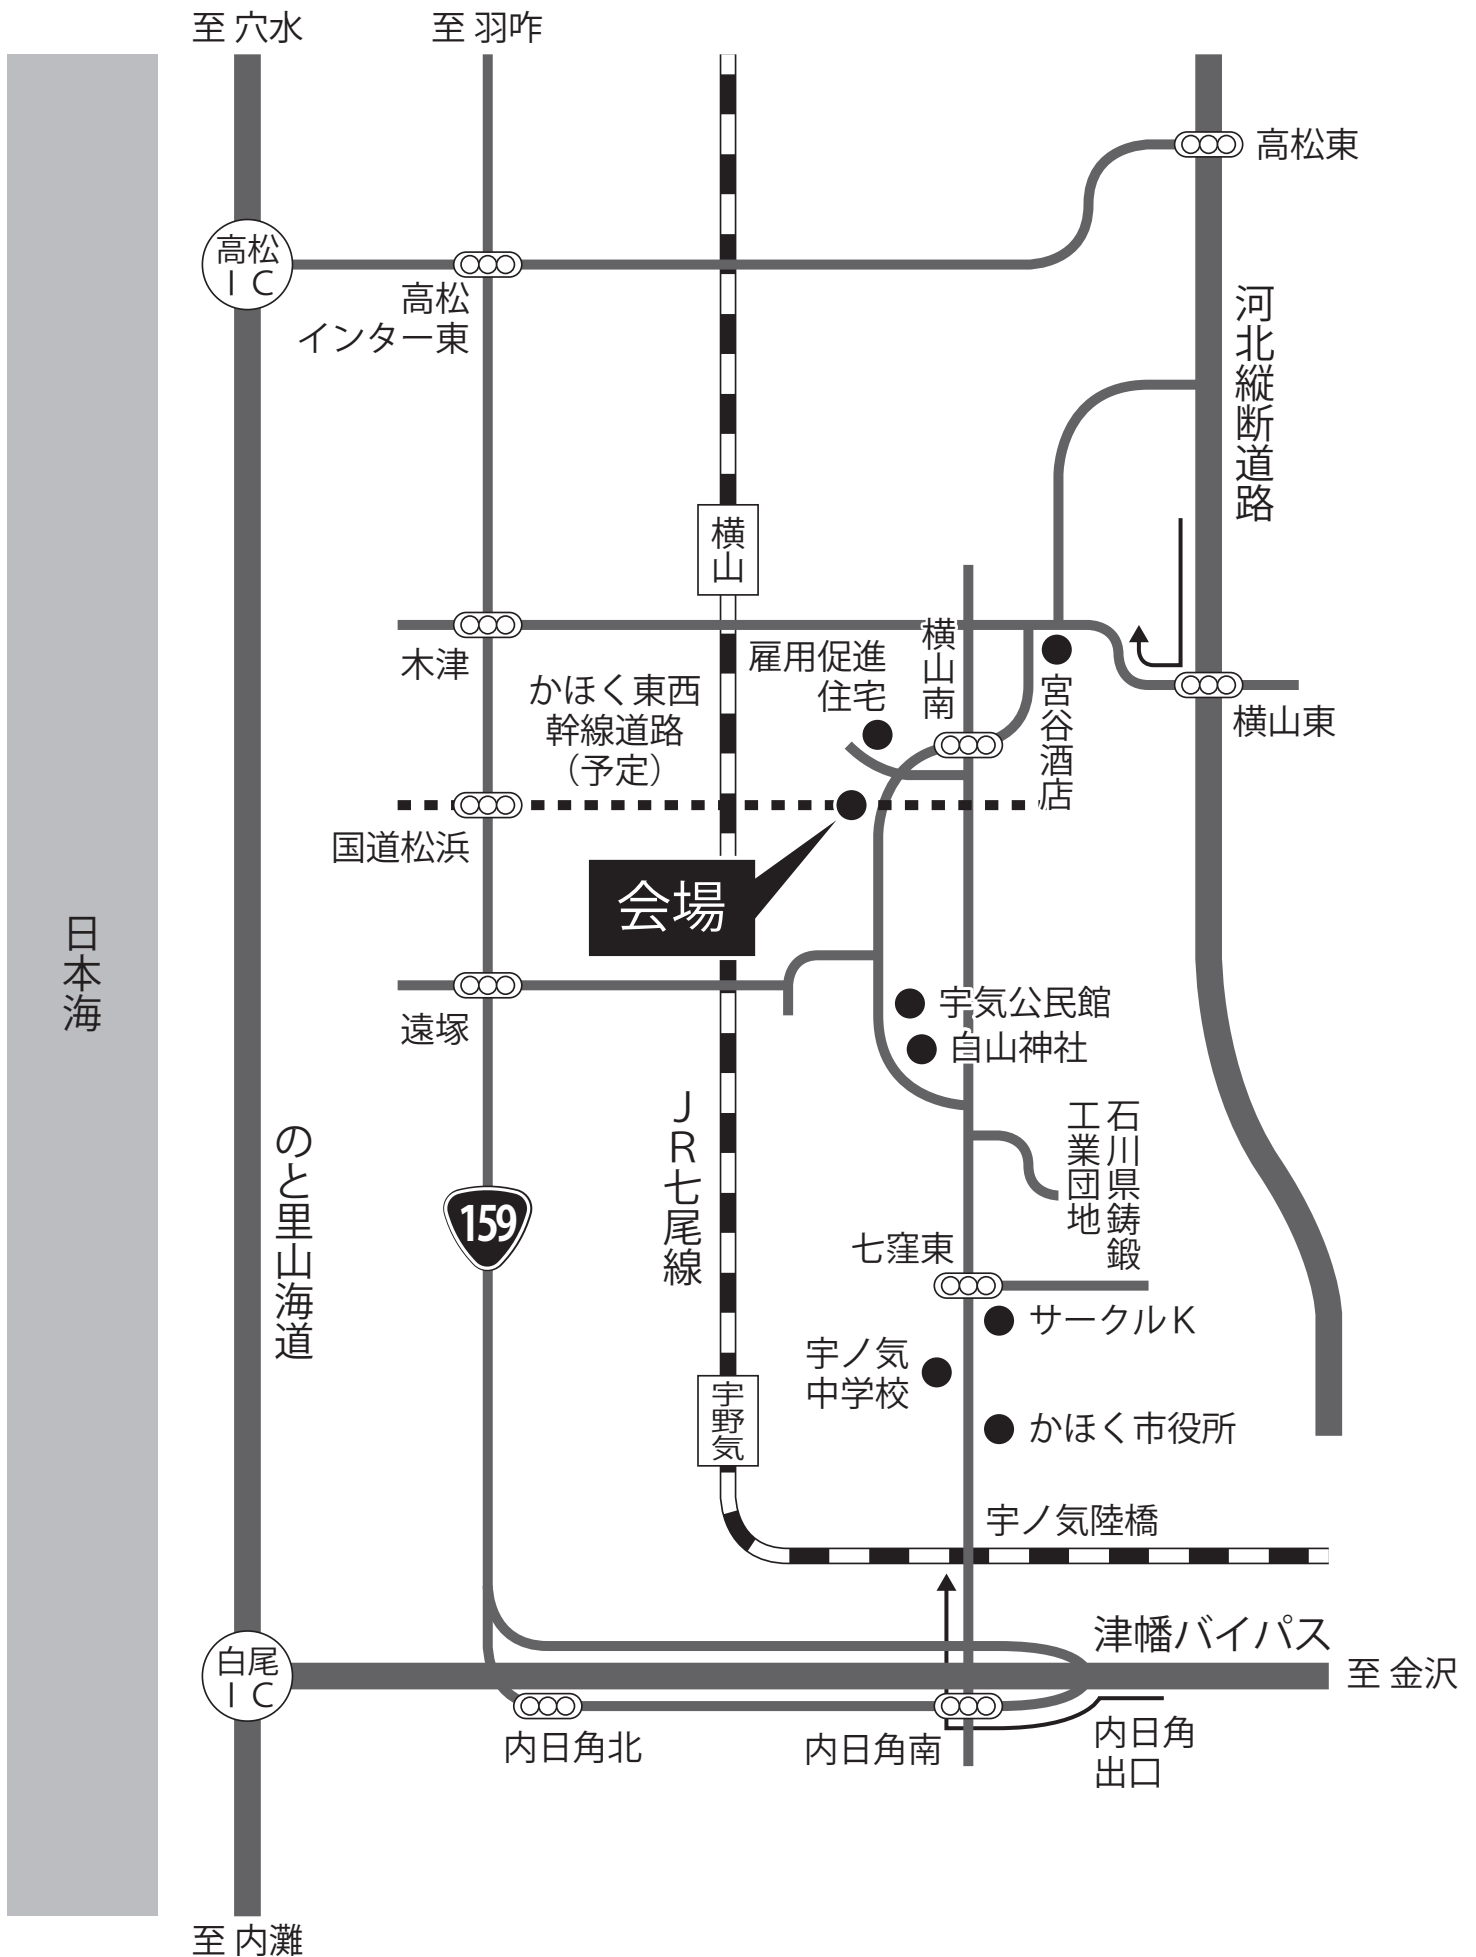 至 穴水
至 羽咋
高松東
高松
ＩＣ
高松
インター東
河北縦断道路
横山
木津
雇用促進
住宅
横山南
宮谷酒店
横山東
かほく東西
幹線道路
（予定）
国道松浜
会場
日本海
遠塚
宇気公民館
白山神社
のと里山海道
ＪＲ七尾線
159
石川県鋳鍛
工業団地
七窪東
サークルＫ
宇ノ気
中学校
宇野気
かほく市役所
宇ノ気陸橋
津幡バイパス
至 金沢
白尾
ＩＣ
内日角北
内日角南
内日角
出口
至 内灘